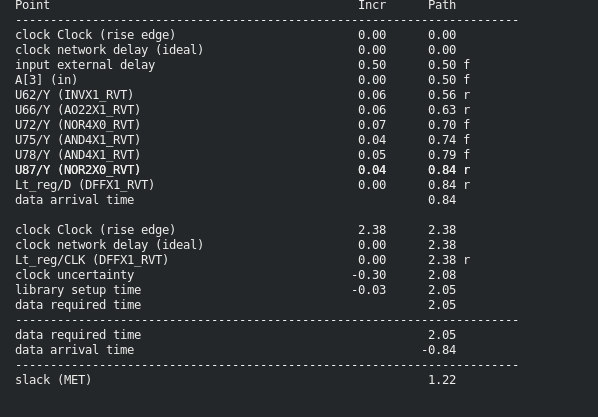 Point                                            Incr      Path
------------------------------------------------------------------------
clock Clock (rise edge)                          0.00      0.00
clock network delay (ideal)                      0.00      0.00
input external delay                             0.50      0.50 f
A[3] (in)                                        0.00      0.50 f
U62/Y (INVX1_RVT)                                0.06      0.56 r
U66/Y (AO22X1_RVT)                               0.06      0.63 r
U72/Y (NOR4X0_RVT)                               0.07      0.70 f
U75/Y (AND4X1_RVT)                               0.04      0.74 f
U78/Y (AND4X1_RVT)                               0.05      0.79 f
U87/Y (NOR2X0_RVT)                               0.04      0.84 r
Lt_reg/D (DFFX1_RVT)                             0.00      0.84 r
data arrival time                                          0.84

clock Clock (rise edge)                          2.38      2.38
clock network delay (ideal)                      0.00      2.38
Lt_reg/CLK (DFFX1_RVT)                           0.00      2.38 r
clock uncertainty                               -0.30      2.08
library setup time                              -0.03      2.05
data required time                                         2.05
------------------------------------------------------------------------
data required time                                         2.05
data arrival time                                         -0.84
------------------------------------------------------------------------
slack (MET)                                                1.22